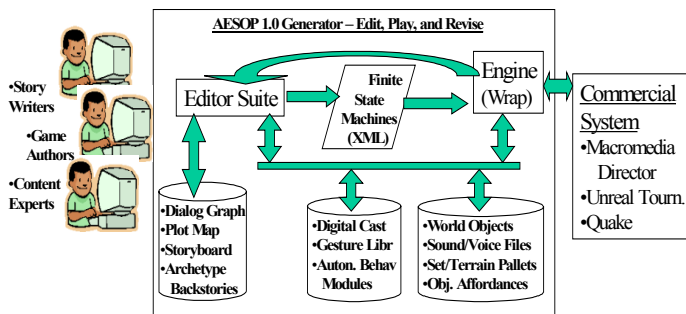 AESOP 1.0 Generator – Edit, Play, and Revise
•Story
Writers
•Game
Authors
•Content
Experts
Editor Suite
Finite
State
Machines
(XML)
Engine
(Wrap)
Commercial
System
•Macromedia
Director
•Unreal Tourn.
•Quake
•Dialog Graph
•Plot Map
•Storyboard
•Archetype
Backstories
•Digital Cast
•Gesture Libr
•Auton. Behav
Modules
•World Objects
•Sound/Voice Files
•Set/Terrain Pallets
•Obj. Affordances